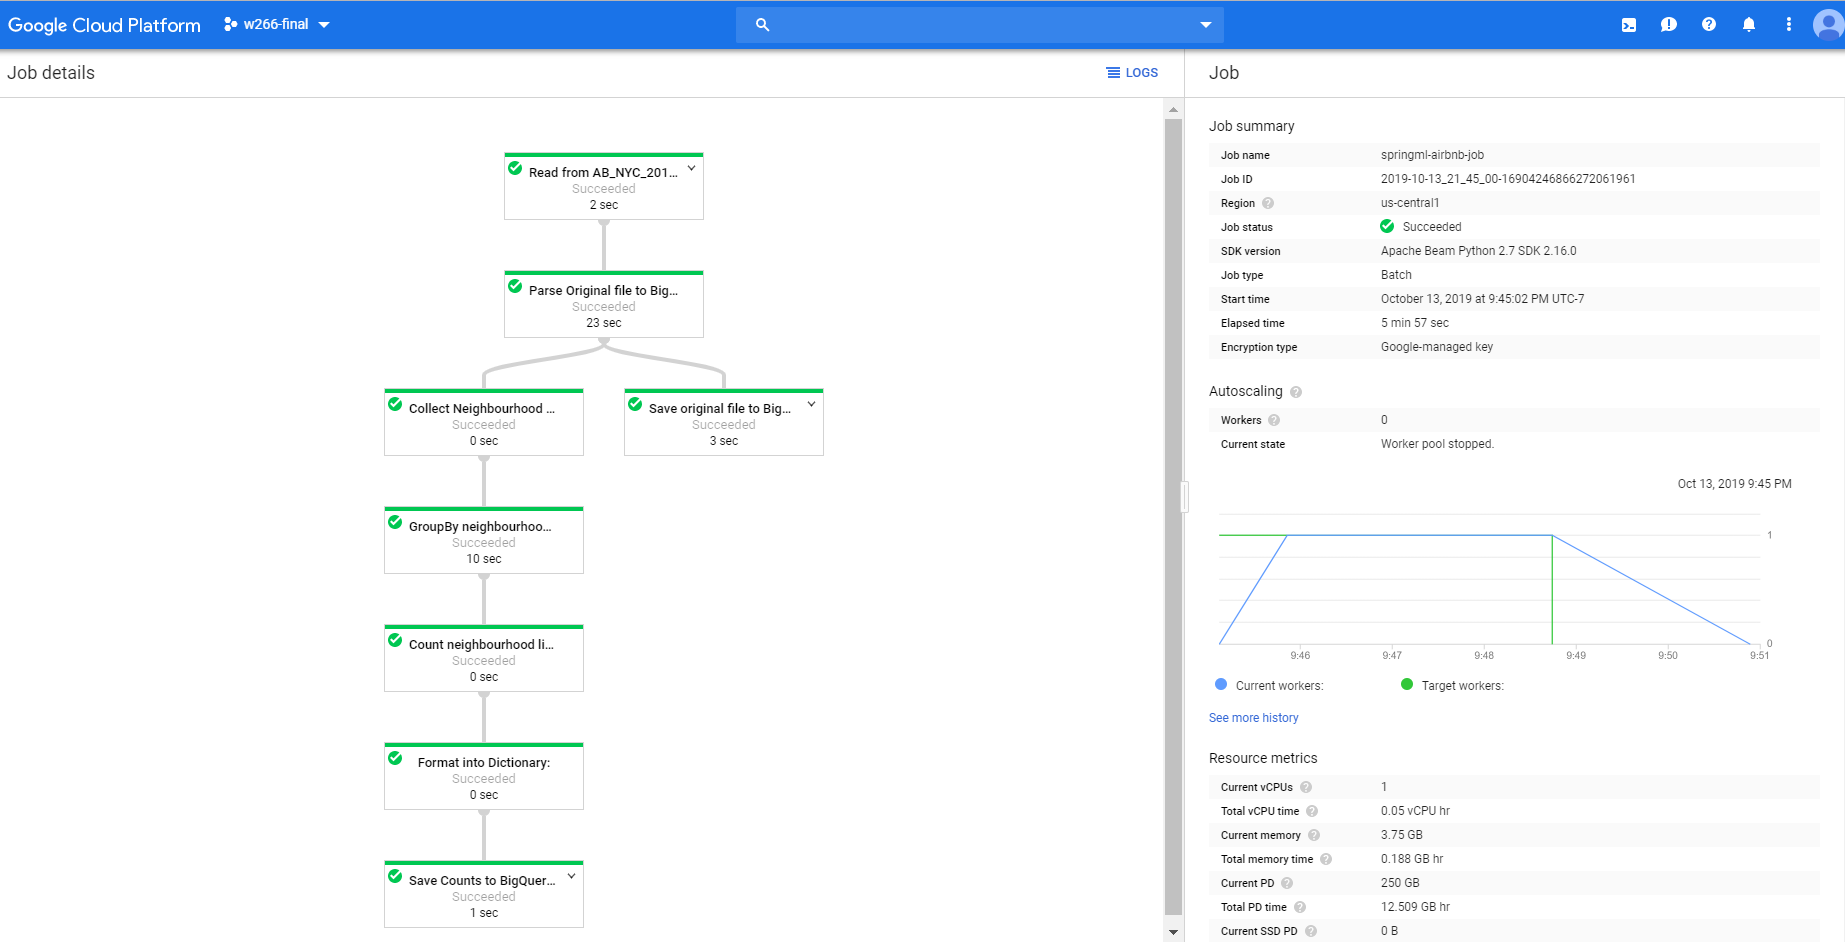 Google Cloud Platform
w266-final
Job details
LOGS
Read from AB_NYC_201...
Succeeded
2 sec
Parse Original file to Big...
Succeeded
23 sec
Collect Neighbourhood ...
Succeeded
0 sec
Save original file to Big...
Succeeded
3 sec
GroupBy neighbourhoo...
Succeeded
10 sec
Count neighbourhood li...
Succeeded
0 sec
Format into Dictionary:
Succeeded
0 sec
Save Counts to BigQuer...
Succeeded
1 sec
Job
Job summary
Job name springml-airbnb-job
Job ID 2019-10-13_21_45_00-16904246866272061961
Region ? us-central1
Job status Succeeded
SDK version Apache Beam Python 2.7 SDK 2.16.0
Job type Batch
Start time October 13, 2019 at 9:45:02 PM UTC-7
Elapsed time 5 min 57 sec
Encryption type Google-managed key
Autoscaling ?
Workers ? 0
Current state Worker pool stopped.
Oct 13, 2019 9:45 PM
1
0
9:46 9:47 9:48 9:49 9:50 9:51
Current workers: Target workers:
See more history
Resource metrics
Current vCPUs ? 1
Total vCPU time ? 0.05 vCPU hr
Current memory ? 3.75 GB
Total memory time ? 0.188 GB hr
Current PD ? 250 GB
Total PD time ? 12.509 GB hr
Current SSD PD ? 0 B